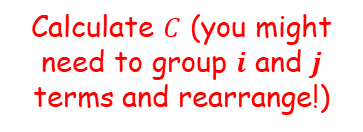 Calculate 𝐶 (you might
need to group 𝒊 and 𝒋
terms and rearrange!)